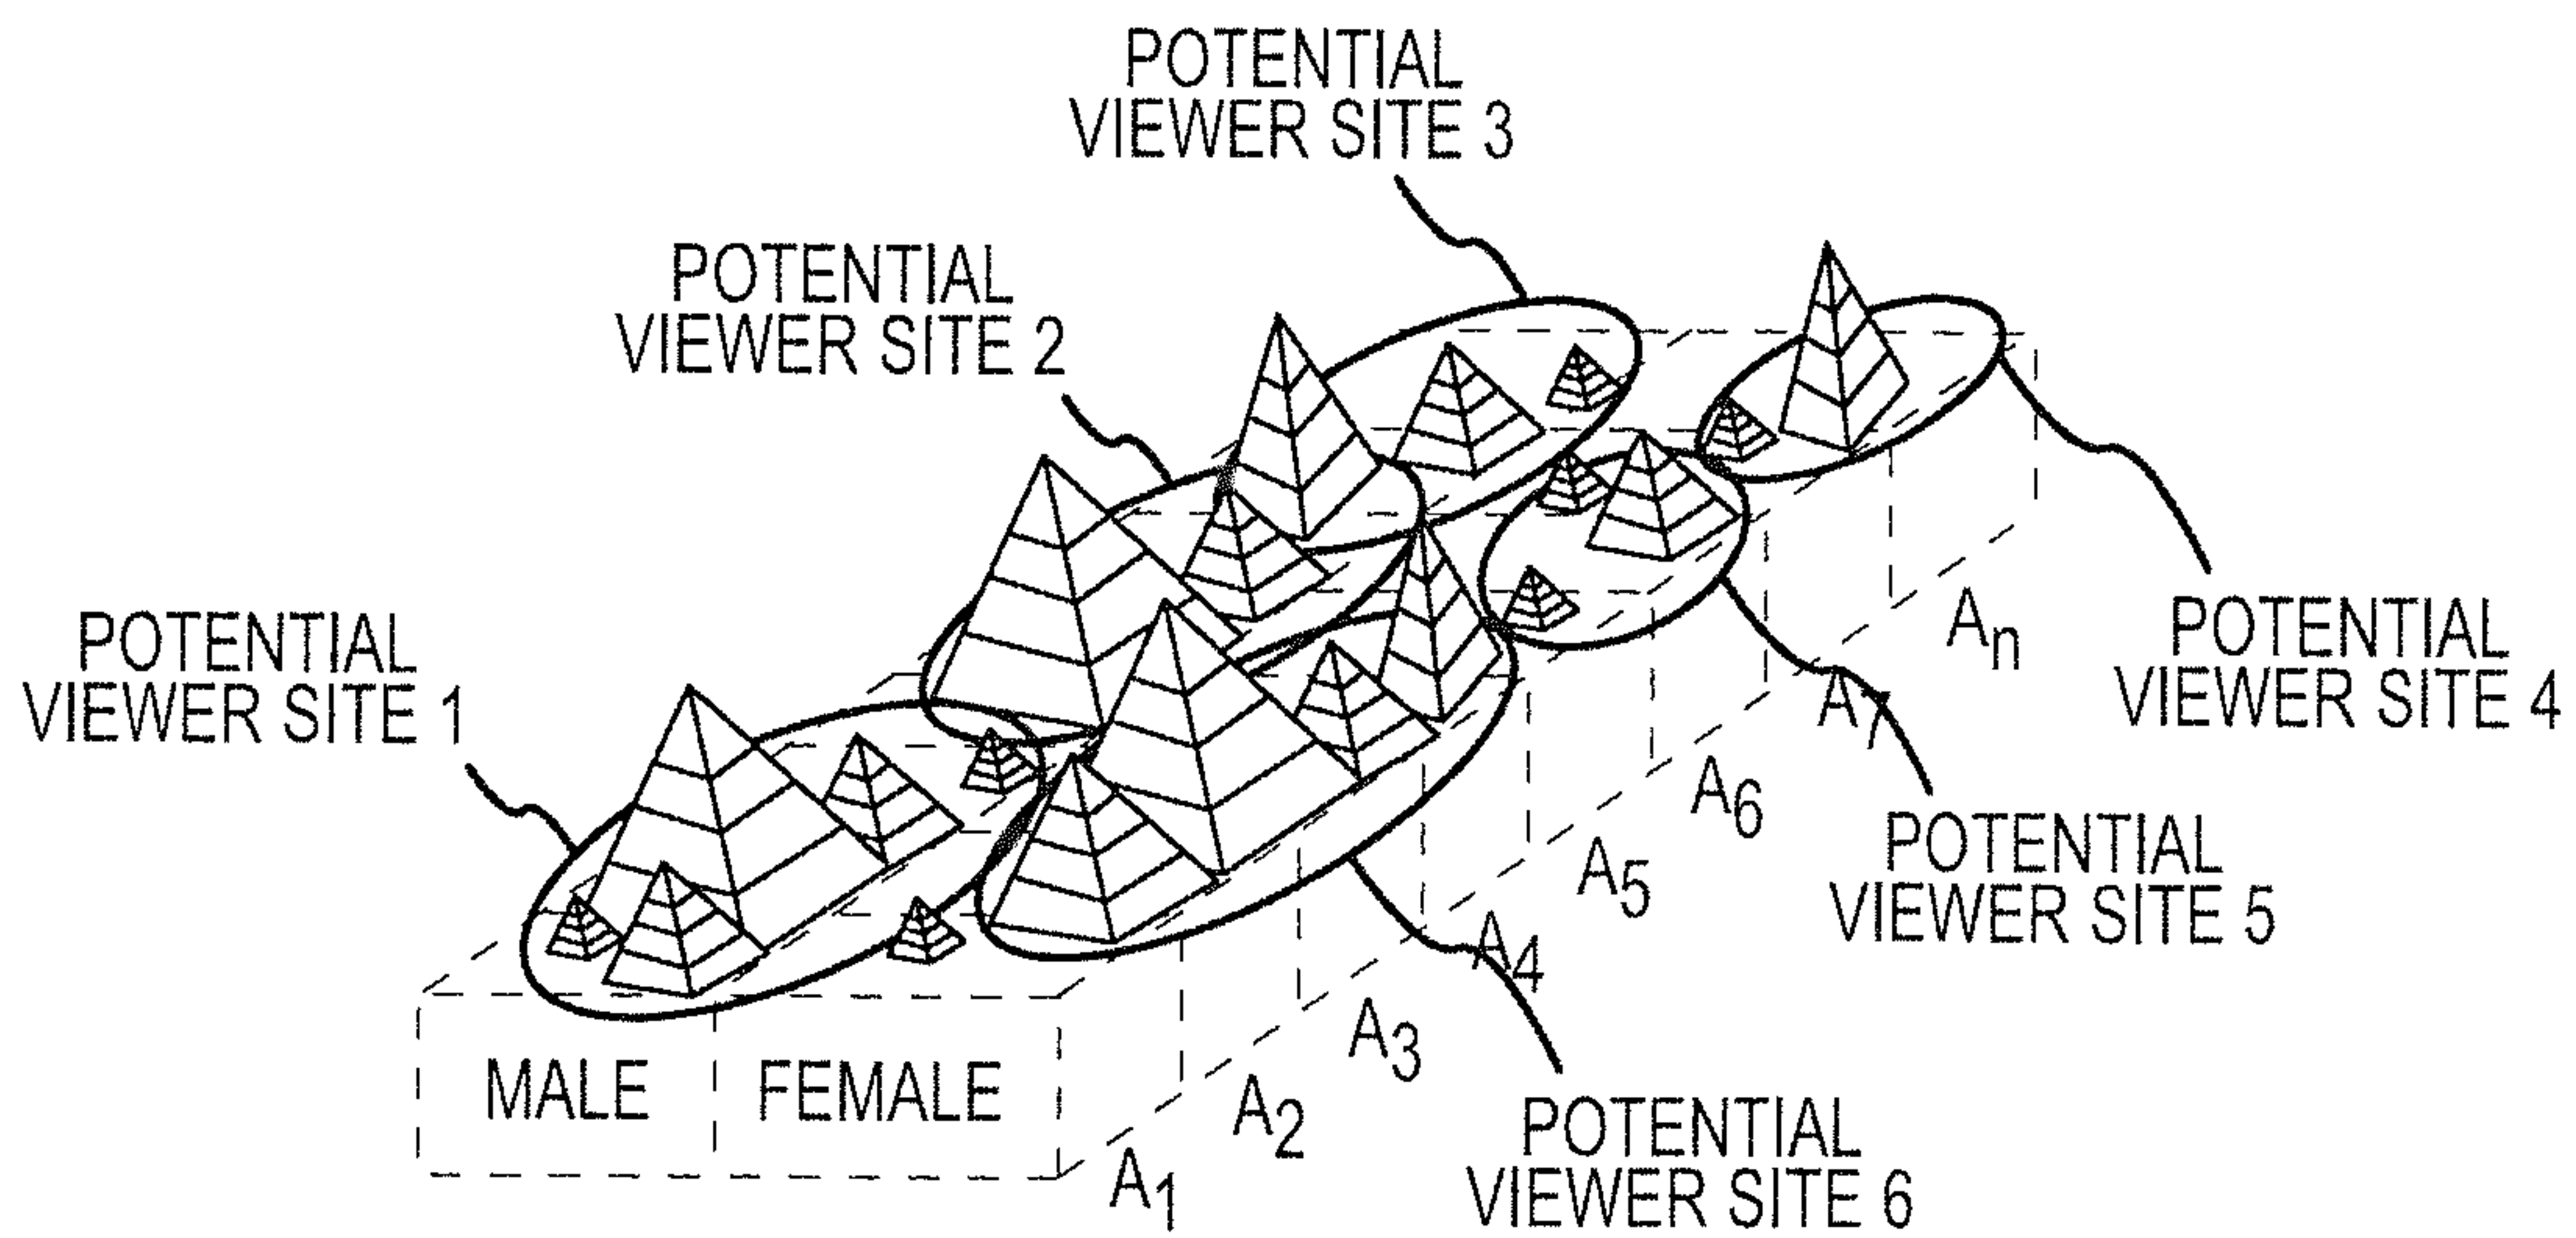 POTENTIAL
VIEWER SITE 3
POTENTIAL
VIEWER SITE 2
POTENTIAL
VIEWER SITE 1
POTENTIAL
VIEWER SITE 4
POTENTIAL
VIEWER SITE 5
POTENTIAL
VIEWER SITE 6
MALE
FEMALE
A1
A2
A3
A4
A5
A6
A7
An